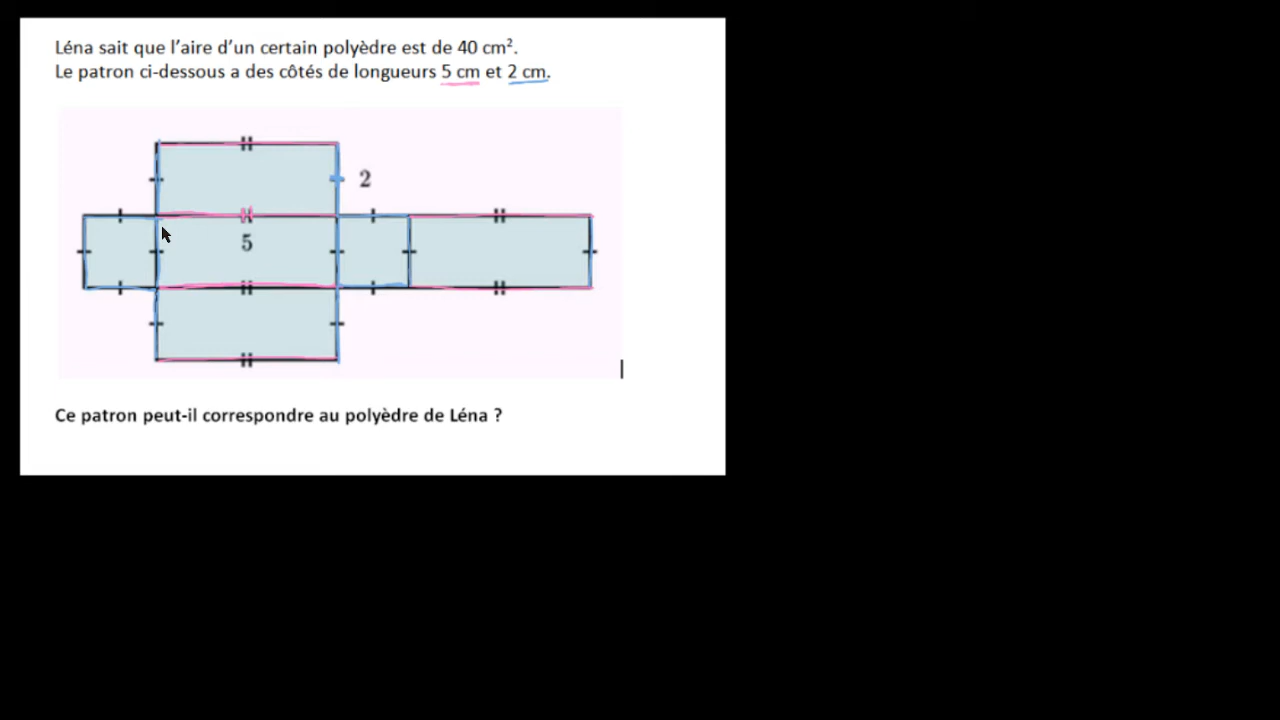 Léna sait que l’aire d’un certain polyèdre est de 40 cm².
Le patron ci-dessous a des côtés de longueurs 5 cm et 2 cm.
2
5
Ce patron peut-il correspondre au polyèdre de Léna ?